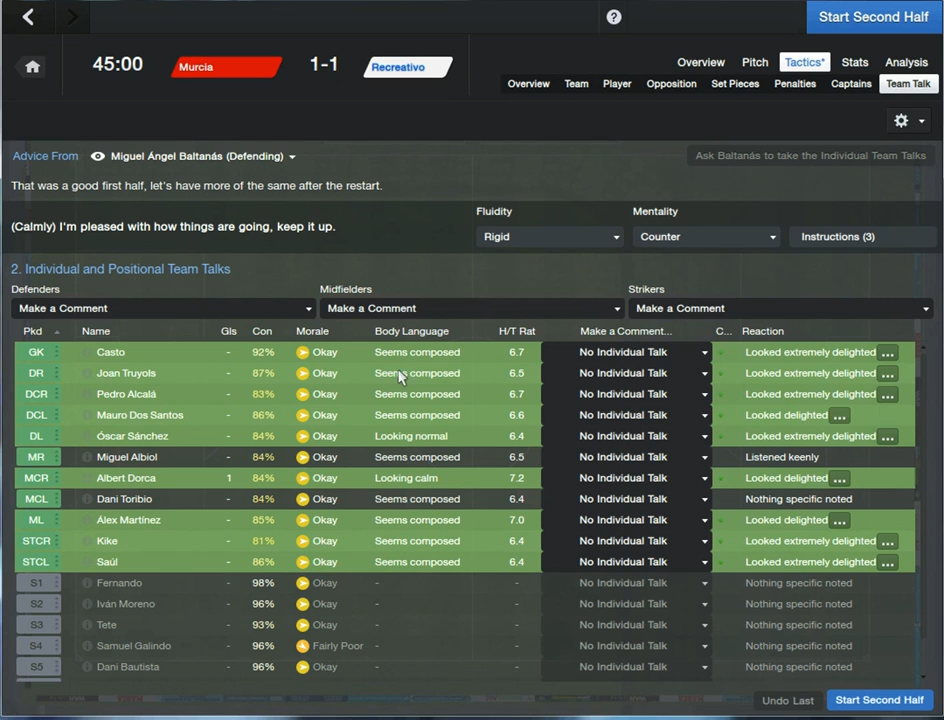 Start Second Half
45:00 Murcia 1-1 Recreativo
Overview Pitch Tactics* Stats Analysis
Overview Team Player Opposition Set Pieces Penalties Captains Team Talk
Advice From Miguel Ángel Baltanás (Defending) Ask Baltanás to take the Individual Team Talks
That was a good first half, let's have more of the same after the restart.
Fluidity Mentality
(Calmly) I'm pleased with how things are going, keep it up. Rigid Counter Instructions (3)
2. Individual and Positional Team Talks
Defenders Midfielders Strikers
Make a Comment Make a Comment Make a Comment
Pkd Name Gls Con Morale Body Language H/T Rat Make a Comment... C... Reaction
GK Casto - 92% Okay Seems composed 6.7 No Individual Talk Looked extremely delighted ...
DR Joan Truyols - 87% Okay Seems composed 6.5 No Individual Talk Looked extremely delighted ...
DCR Pedro Alcalá - 83% Okay Seems composed 6.7 No Individual Talk Looked extremely delighted ...
DCL Mauro Dos Santos - 86% Okay Seems composed 6.6 No Individual Talk Looked delighted ...
DL Óscar Sánchez - 84% Okay Looking normal 6.4 No Individual Talk Looked extremely delighted ...
MR Miguel Albiol - 84% Okay Seems composed 6.5 No Individual Talk Listened keenly
MCR Albert Dorca 1 84% Okay Looking calm 7.2 No Individual Talk Looked delighted ...
MCL Dani Toribio - 84% Okay Seems composed 6.4 No Individual Talk Nothing specific noted
ML Álex Martínez - 85% Okay Seems composed 7.0 No Individual Talk Looked delighted ...
STCR Kike - 81% Okay Seems composed 6.4 No Individual Talk Looked extremely delighted ...
STCL Saúl - 86% Okay Seems composed 6.4 No Individual Talk Looked extremely delighted ...
S1 Fernando - 98% Okay - - No Individual Talk Nothing specific noted
S2 Iván Moreno - 96% Okay - - No Individual Talk Nothing specific noted
S3 Tete - 93% Okay - - No Individual Talk Nothing specific noted
S4 Samuel Galindo - 96% Fairly Poor - - No Individual Talk Nothing specific noted
S5 Dani Bautista - 96% Okay - - No Individual Talk Nothing specific noted
Undo Last Start Second Half